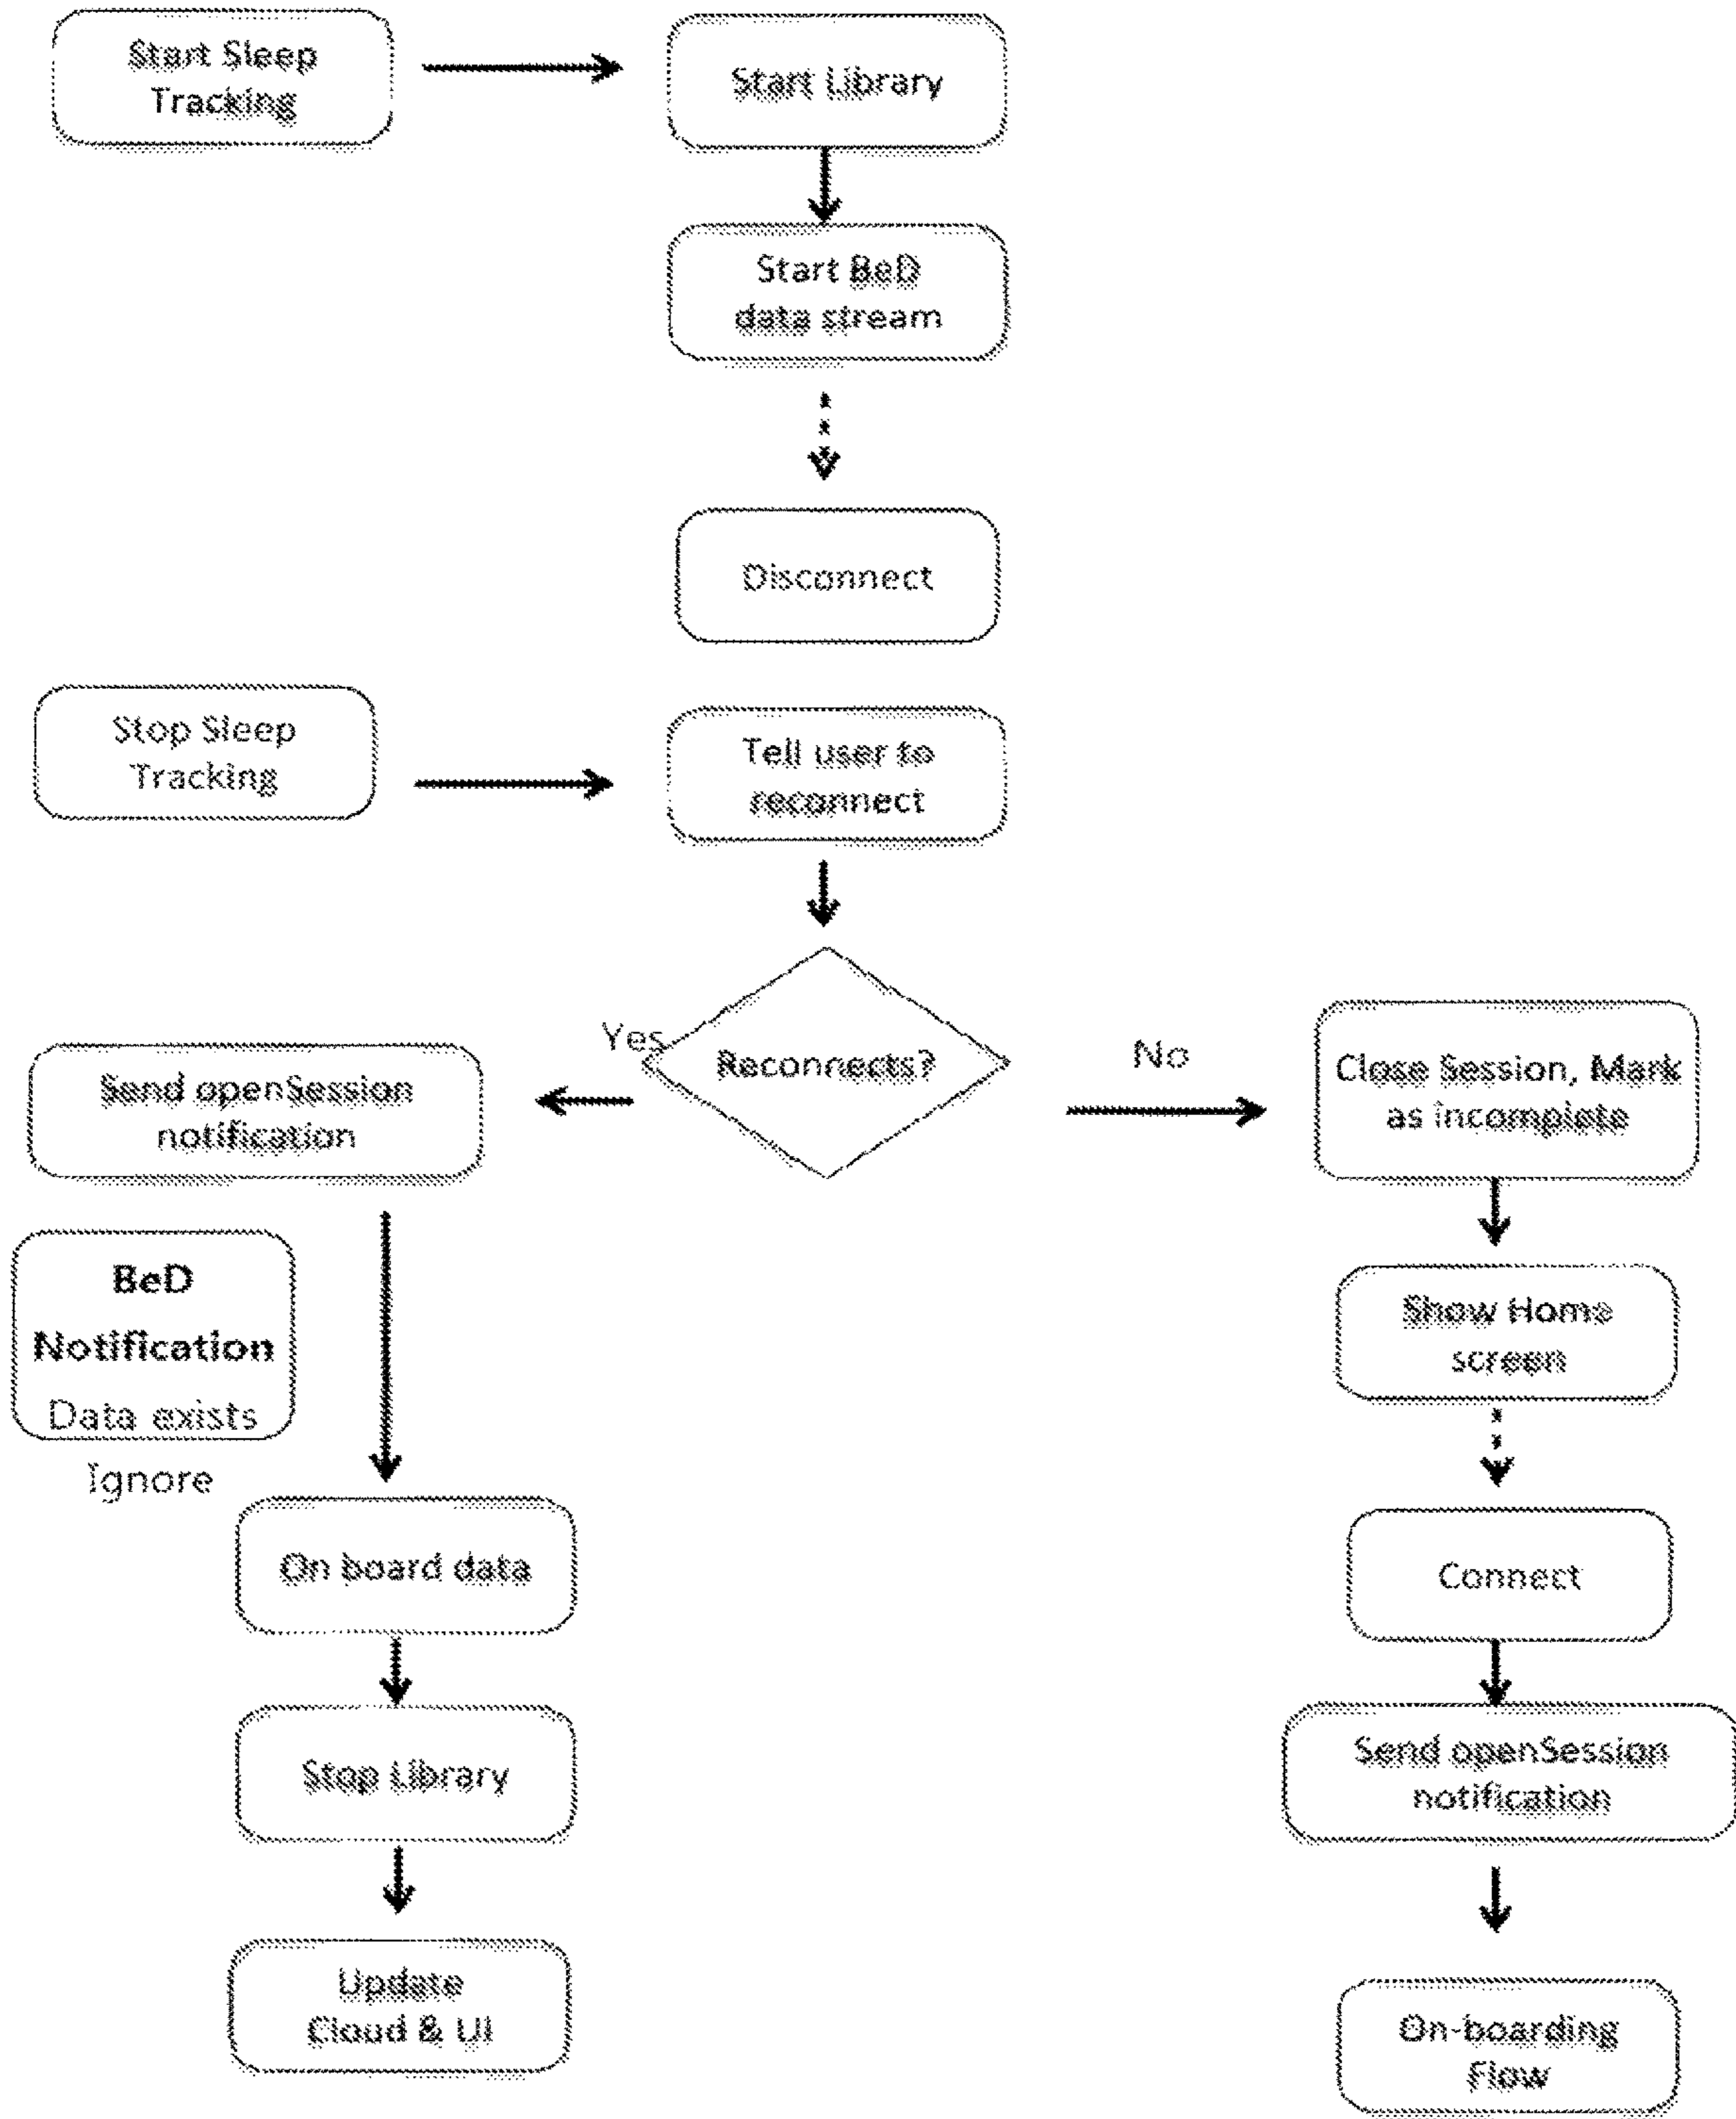 Start Sleep
Tracking
Start Library
Start BeD
data stream
Disconnect
Stop Sleep
Tracking
Tell user to
reconnect
Reconnects?
Yes
No
Send openSession
notification
Close Session, Mark
as incomplete
BeD
Notification
Data exists
Ignore
Show Home
screen
On board data
Connect
Stop Library
Send openSession
notification
Update
Cloud & UI
On-boarding
Flow